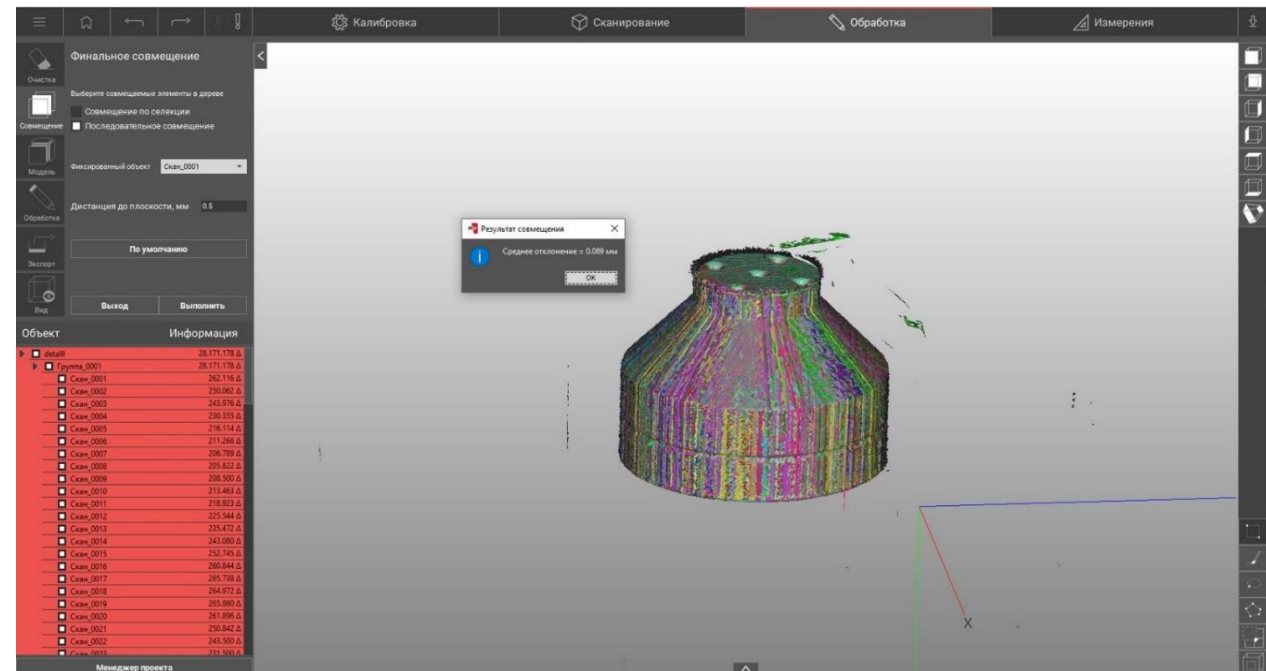 Калибровка
Сканирование
Обработка
Измерения
Финальное совмещение
Очистка
Выберите совмещаемые элементы в дереве
Совмещение по селекции
Совмещение
Последовательное совмещение
Модель
Фиксированный объект Скан_0001
Обработка
Дистанция до плоскости, мм 0.5
По умолчанию
Экспорт
Вид
Выход
Выполнить
Результат совмещения
Среднее отклонение = 0.089 мм
OK
Объект Информация
detalll 28.171.178 Δ
Группа_0001 28.171.178 Δ
Скан_0001 262.116 Δ
Скан_0002 250.062 Δ
Скан_0003 243.976 Δ
Скан_0004 230.355 Δ
Скан_0005 216.114 Δ
Скан_0006 211.266 Δ
Скан_0007 206.789 Δ
Скан_0008 205.822 Δ
Скан_0009 208.500 Δ
Скан_0010 213.463 Δ
Скан_0011 218.923 Δ
Скан_0012 225.544 Δ
Скан_0013 235.472 Δ
Скан_0014 243.080 Δ
Скан_0015 252.745 Δ
Скан_0016 260.844 Δ
Скан_0017 265.738 Δ
Скан_0018 264.972 Δ
Скан_0019 265.860 Δ
Скан_0020 261.896 Δ
Скан_0021 250.842 Δ
Скан_0022 243.500 Δ
Скан_0023 231.500 Δ
Менеджер проекта
X